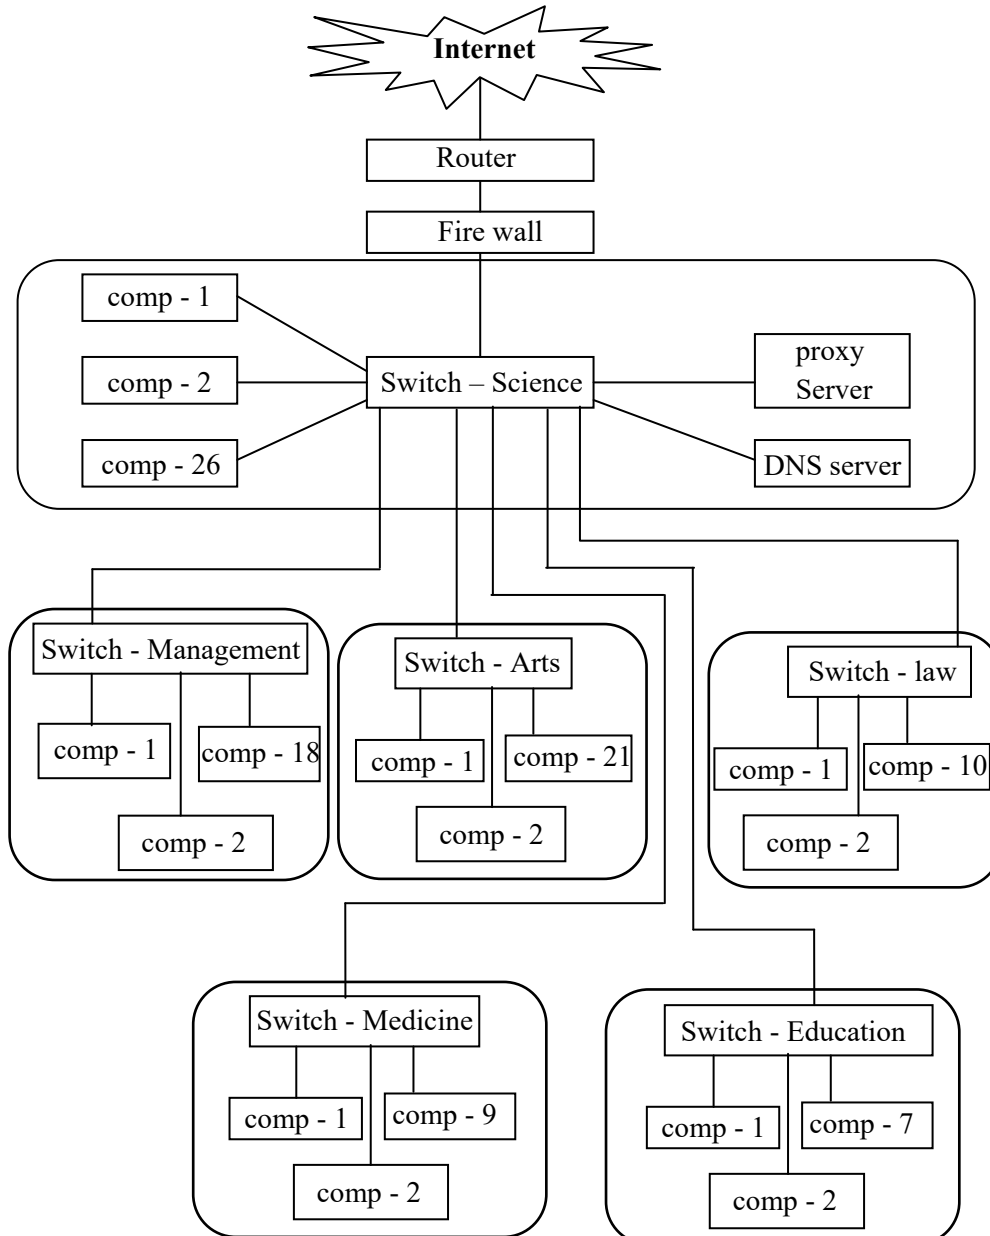 Internet
Router
Fire wall
comp - 1
comp - 2
comp - 26
Switch – Science
proxy
Server
DNS server
Switch - Management
comp - 1
comp - 18
comp - 2
Switch - Arts
comp - 1
comp - 21
comp - 2
Switch - law
comp - 1
comp - 10
comp - 2
Switch - Medicine
comp - 1
comp - 9
comp - 2
Switch - Education
comp - 1
comp - 7
comp - 2